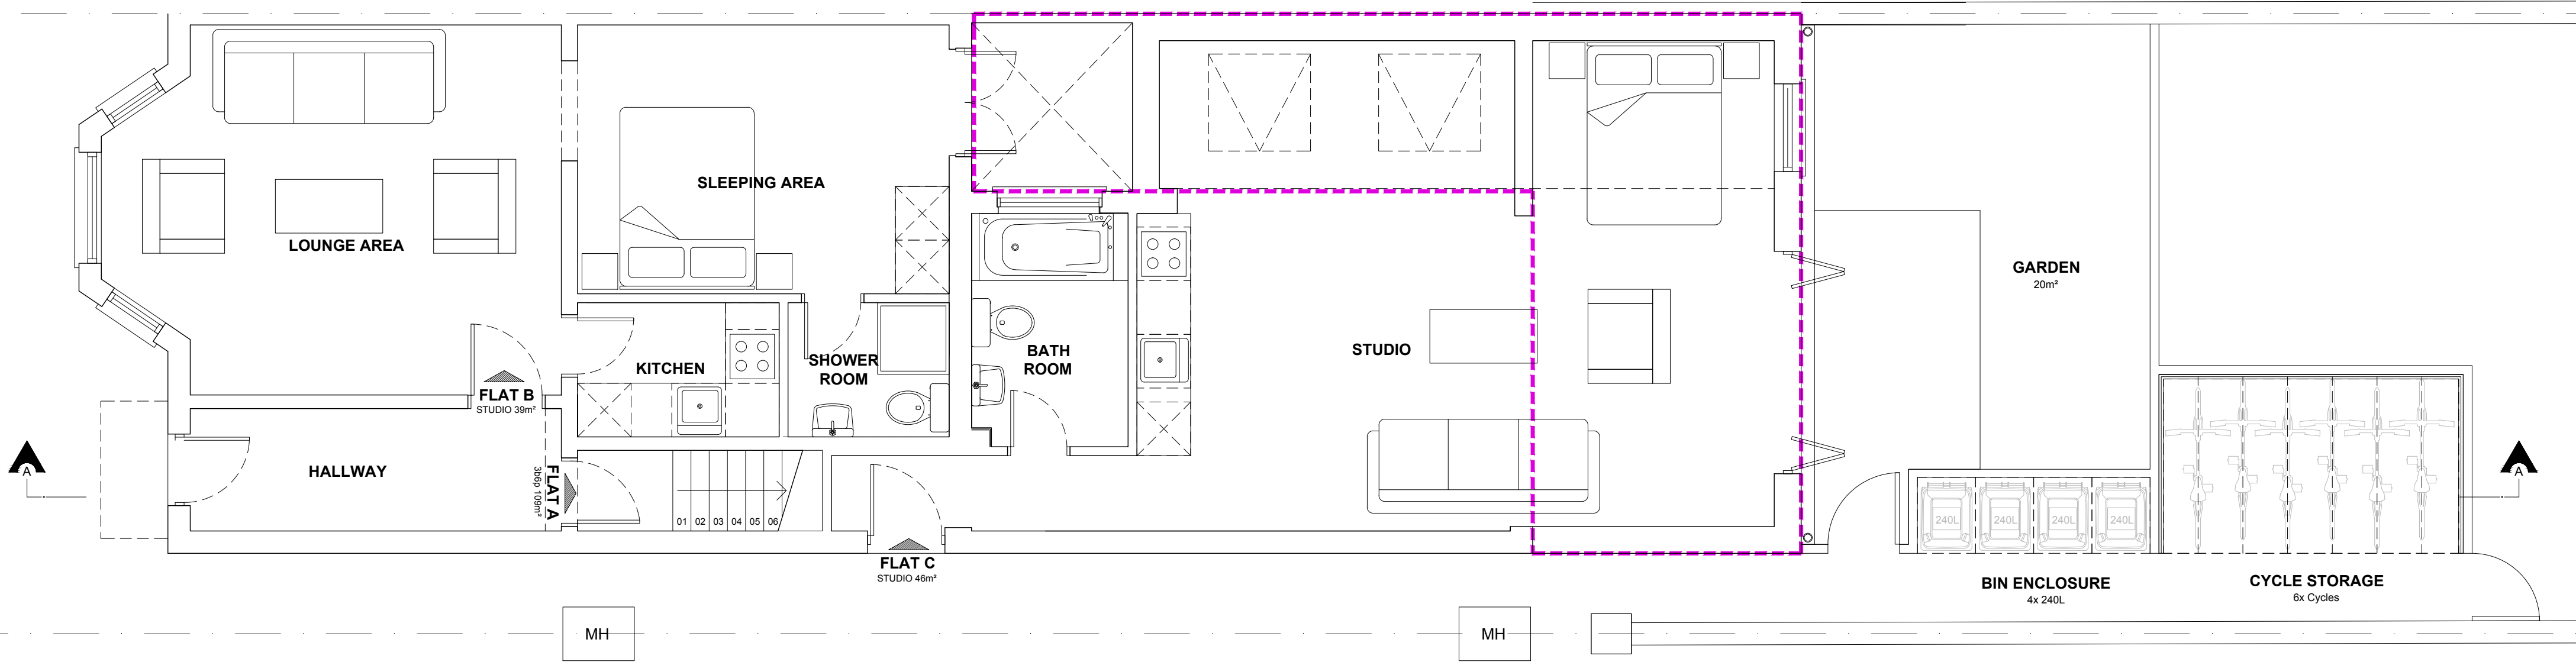 SLEEPING AREA
LOUNGE AREA
GARDEN
20m²
STUDIO
BATH
ROOM
SHOWER
ROOM
KITCHEN
FLAT B
STUDIO 39m²
HALLWAY
FLAT A
3b6p 109m²
A
A
01 02 03 04 05 06
240L 240L 240L 240L
FLAT C
STUDIO 46m²
BIN ENCLOSURE
4x 240L
CYCLE STORAGE
6x Cycles
MH
MH